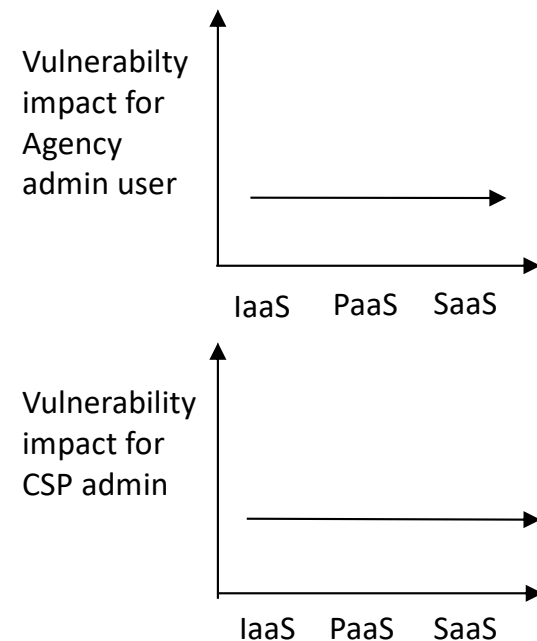 Vulnerabilty
impact for
Agency
admin user
IaaS PaaS SaaS
Vulnerability
impact for
CSP admin
IaaS PaaS SaaS